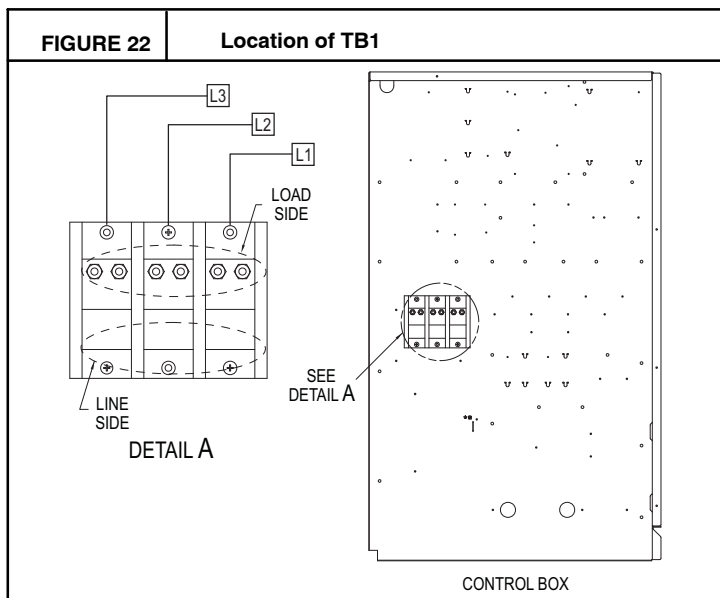 FIGURE 22 Location of TB1
L3
L2
L1
LOAD
SIDE
SEE
DETAIL A
LINE
SIDE
DETAIL A
CONTROL BOX